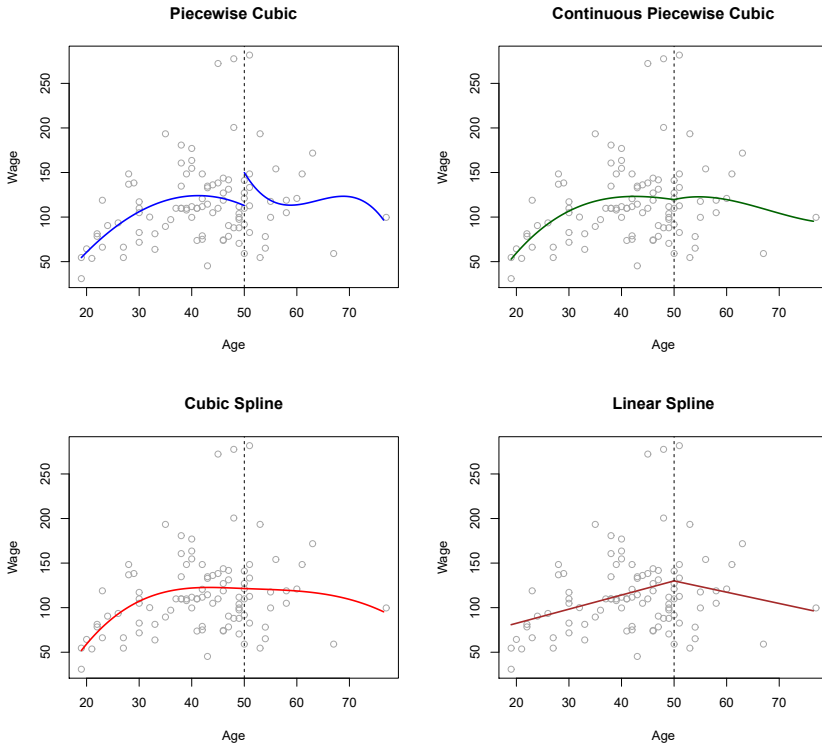 Piecewise Cubic
Wage
50 100 150 200 250
20 30 40 50 60 70
Age
Continuous Piecewise Cubic
Wage
50 100 150 200 250
20 30 40 50 60 70
Age
Cubic Spline
Wage
50 100 150 200 250
20 30 40 50 60 70
Age
Linear Spline
Wage
50 100 150 200 250
20 30 40 50 60 70
Age